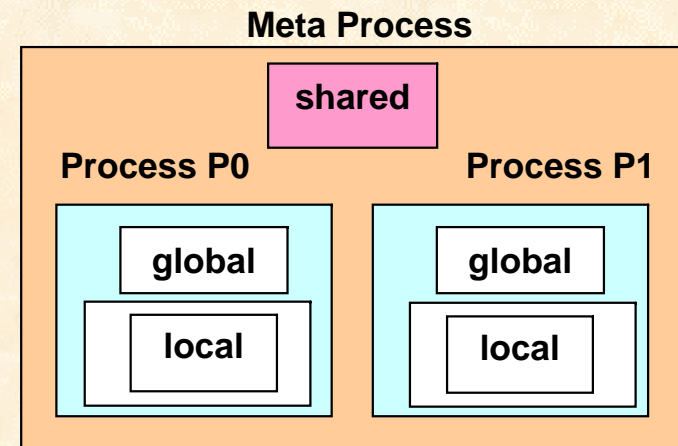 Meta Process
shared
Process P0
Process P1
global
global
local
local